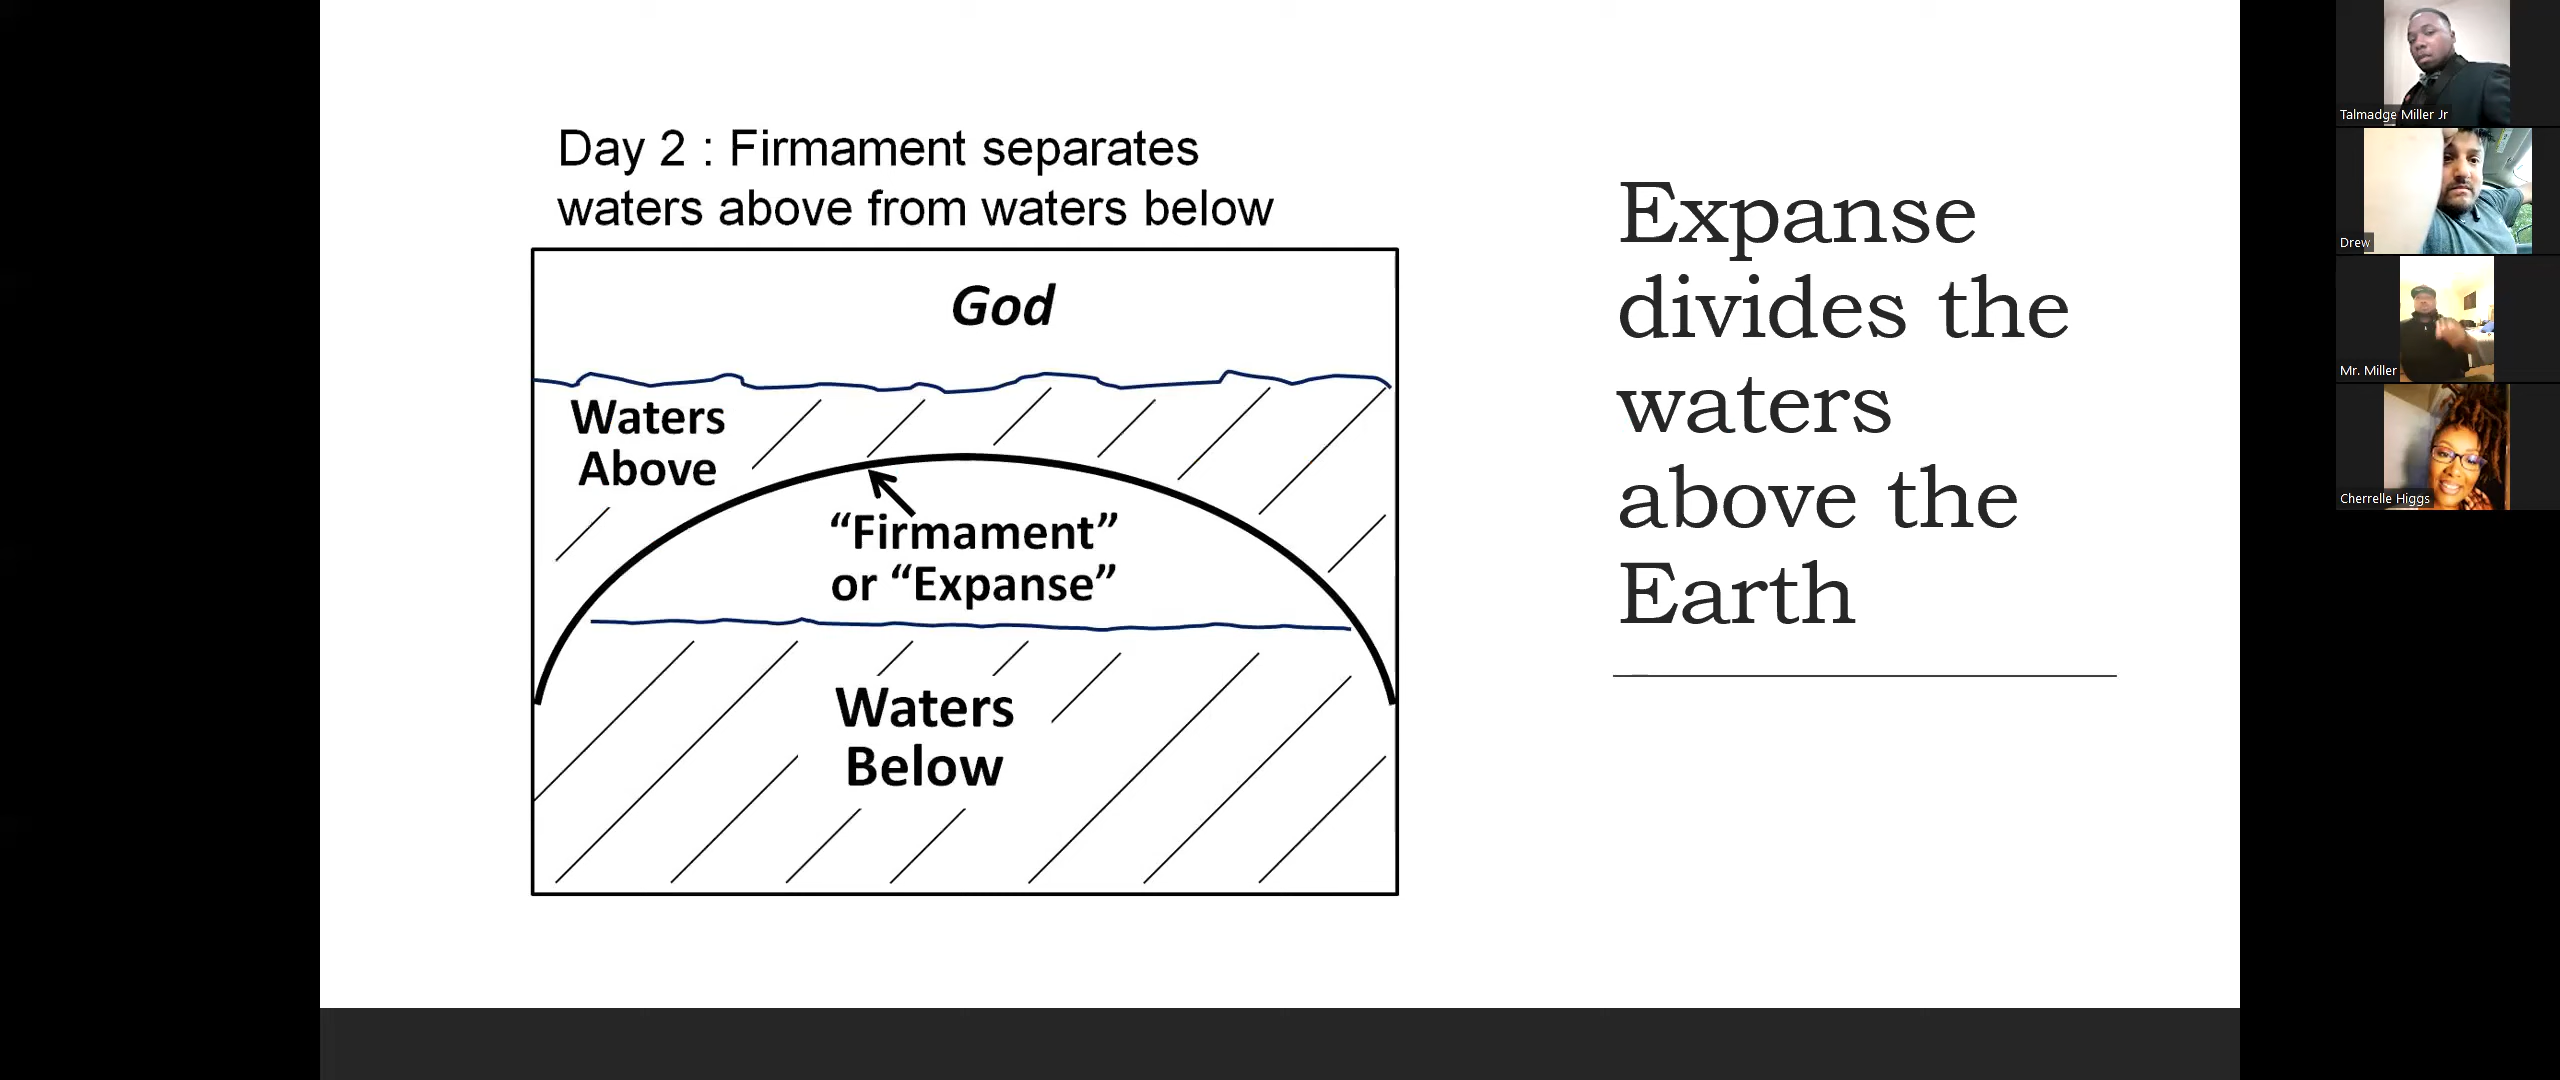 Day 2 : Firmament separates
waters above from waters below
God
Waters
Above
“Firmament”
or “Expanse”
Waters
Below
Expanse
divides the
waters
above the
Earth
Talmadge Miller Jr
Drew
Mr. Miller
Cherrelle Higgs